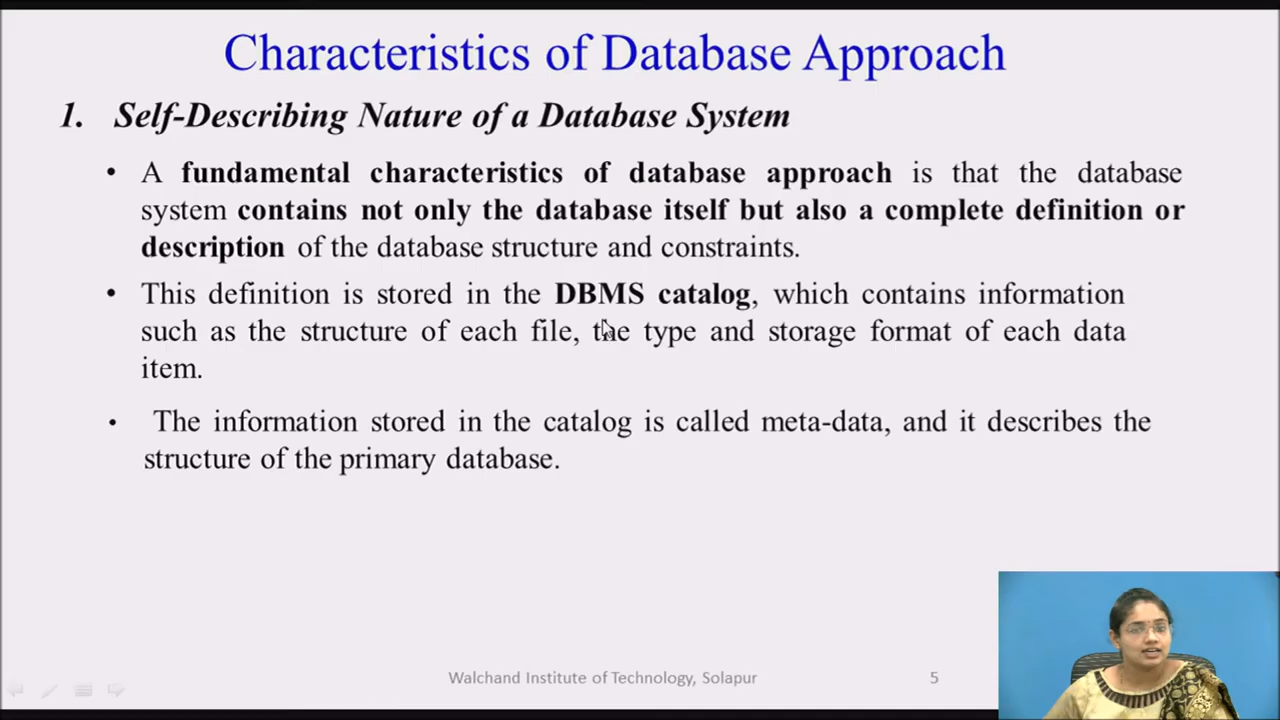 Characteristics of Database Approach
1. Self-Describing Nature of a Database System
• A fundamental characteristics of database approach is that the database
system contains not only the database itself but also a complete definition or
description of the database structure and constraints.
• This definition is stored in the DBMS catalog, which contains information
such as the structure of each file, the type and storage format of each data
item.
• The information stored in the catalog is called meta-data, and it describes the
structure of the primary database.
Walchand Institute of Technology, Solapur
5